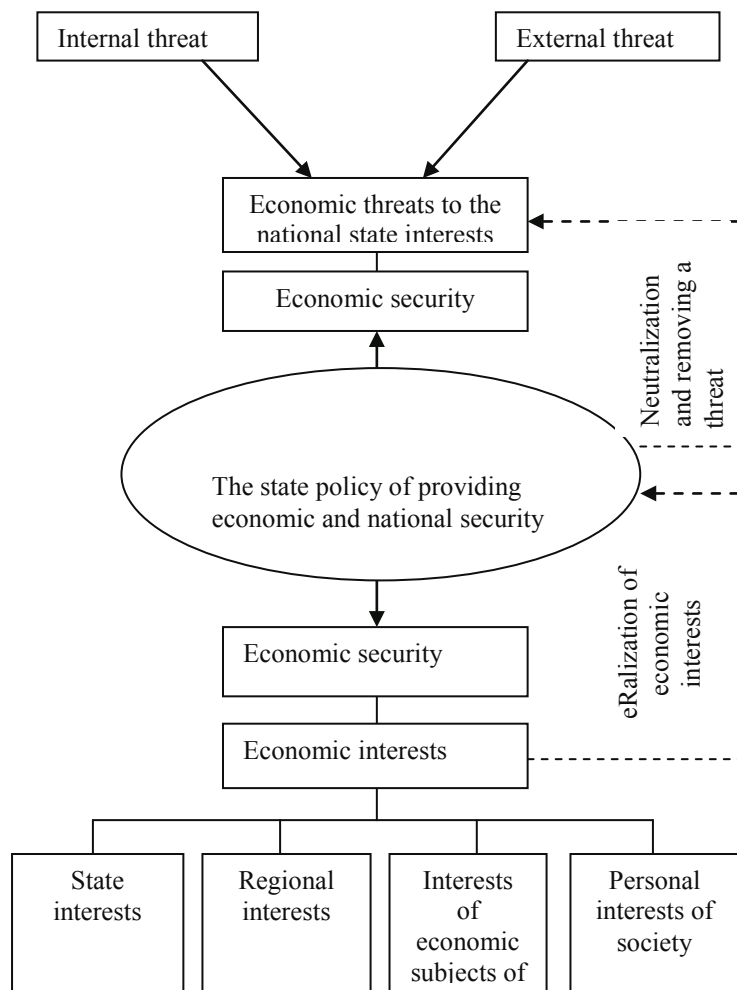 Internal threat
External threat
Economic threats to the
national state interests
Economic security
Neutralization
and removing a
threat
The state policy of providing
economic and national security
eRalization of
economic
interests
Economic security
Economic interests
State
interests
Regional
interests
Interests
of
economic
subjects of
Personal
interests of
society